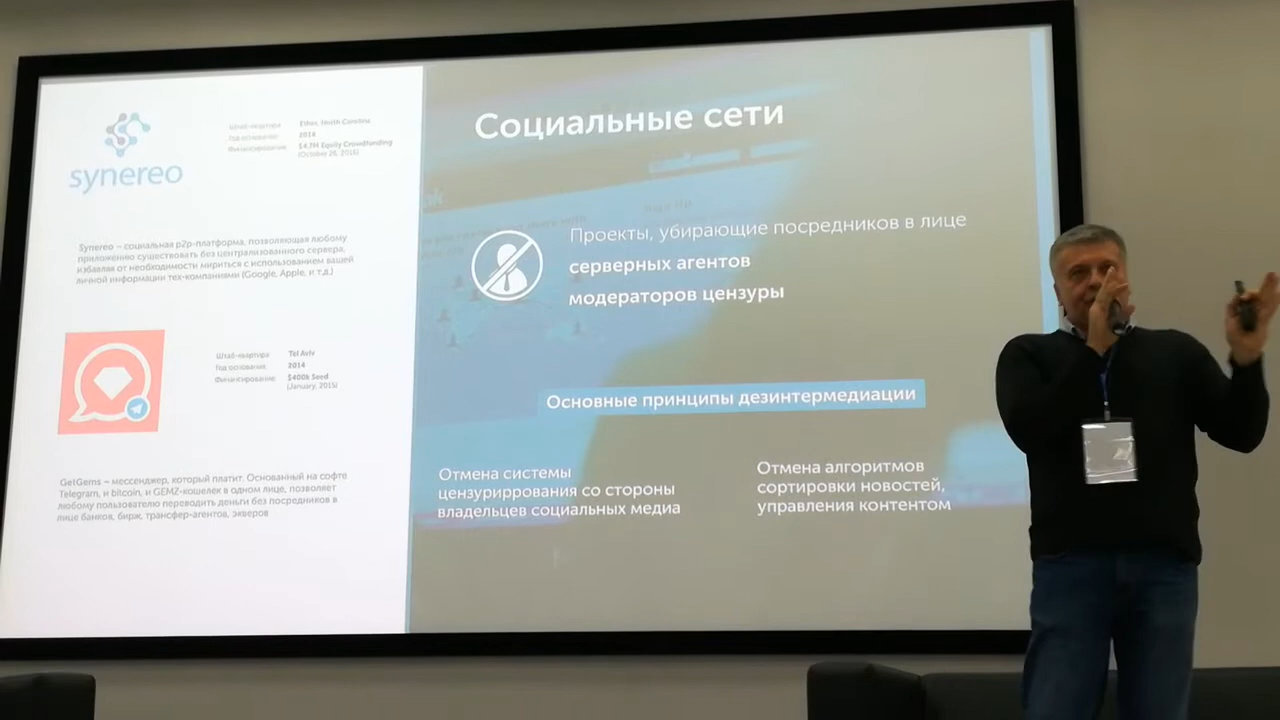 synereo
Штаб-квартира Ethos, South Carolina
Год основания: 2014
Финансирование: $4.7M Equity Crowdfunding
(October 26, 2016)
Synereo – социальная p2p-платформа, позволяющая любому
приложению существовать без централизованного сервера,
избавляя от необходимости мириться с использованием вашей
личной информации тех-компаниями (Google, Apple, и т.д.)
Штаб-квартира Tel Aviv
Год основания: 2014
Финансирование: $400k Seed
(January, 2015)
GetGems – мессенджер, который платит. Основанный на софте
Telegram, и bitcoin, и GEMZ-кошелек в одном лице, позволяет
любому пользователю переводить деньги без посредников в
лице банков, бирж, трансфер-агентов, экверов
Социальные сети
Проекты, убирающие посредников в лице
серверных агентов
модераторов цензуры
Основные принципы дезинтермедиации
Отмена системы
цензурирровання со стороны
владельцев социальных медиа
Отмена алгоритмов
сортировки новостей,
управления контентом